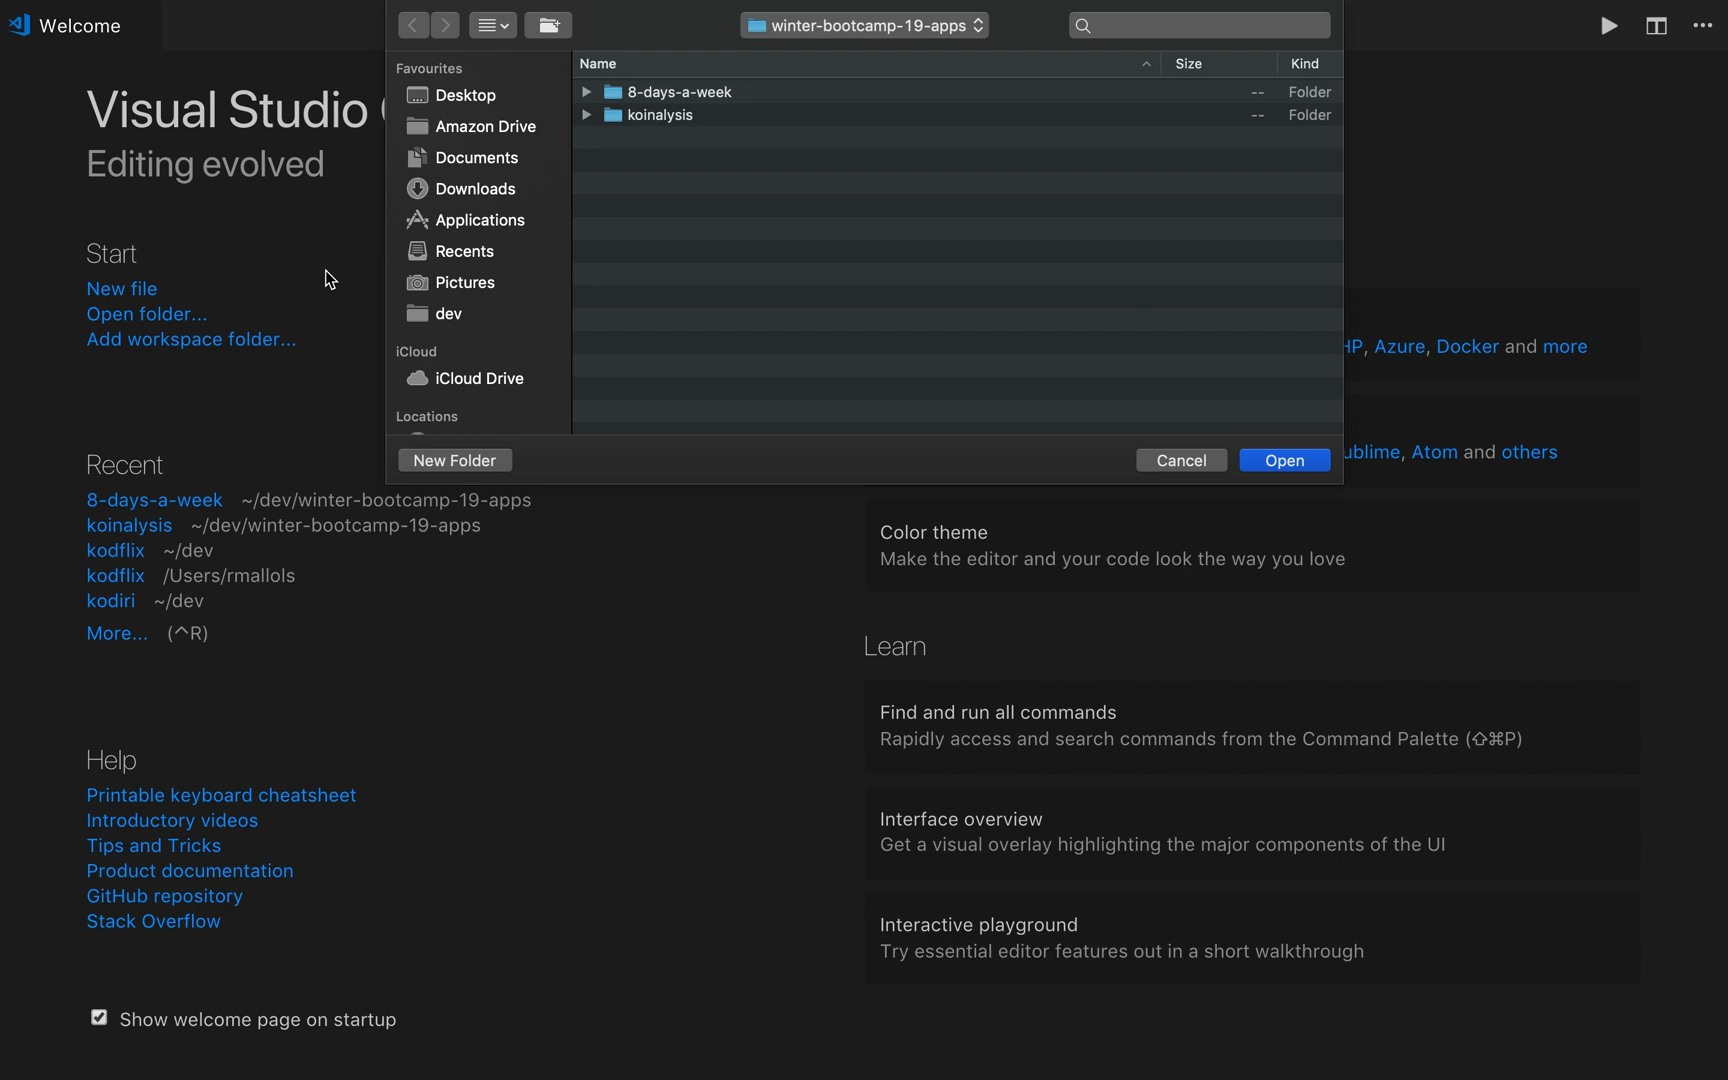 Welcome
winter-bootcamp-19-apps
Visual Studio
Editing evolved
Start
New file
Open folder...
Add workspace folder...
Favourites
Desktop
Amazon Drive
Documents
Downloads
Applications
Recents
Pictures
dev
iCloud
iCloud Drive
Locations
Name Size Kind
8-days-a-week -- Folder
koinalysis -- Folder
New Folder Cancel Open
Azure, Docker and more
Atom and others
Recent
8-days-a-week ~/dev/winter-bootcamp-19-apps
koinalysis ~/dev/winter-bootcamp-19-apps
kodflix ~/dev
kodflix /Users/rmallols
kodiri ~/dev
More... (^R)
Help
Printable keyboard cheatsheet
Introductory videos
Tips and Tricks
Product documentation
GitHub repository
Stack Overflow
Show welcome page on startup
Color theme
Make the editor and your code look the way you love
Learn
Find and run all commands
Rapidly access and search commands from the Command Palette (⇧⌘P)
Interface overview
Get a visual overlay highlighting the major components of the UI
Interactive playground
Try essential editor features out in a short walkthrough